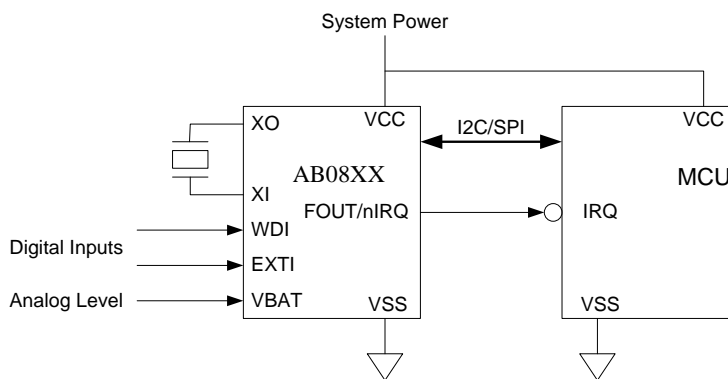 System Power
XO
VCC
I2C/SPI
VCC
AB08XX
MCU
XI
FOUT/nIRQ
IRQ
WDI
Digital Inputs
EXTI
Analog Level
VBAT
VSS
VSS